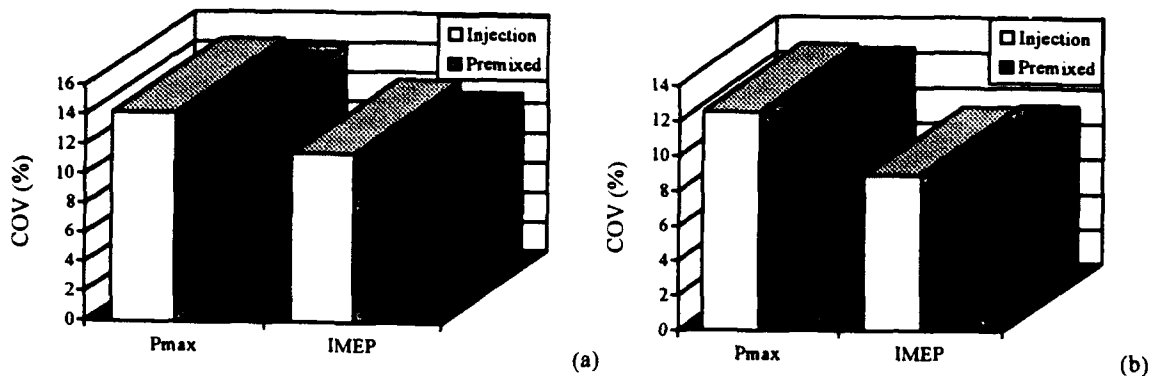 Injection
Premixed
COV (%)
16
14
12
10
8
6
4
2
0
Pmax IMEP
(a)
Injection
Premixed
COV (%)
14
12
10
8
6
4
2
0
Pmax IMEP
(b)